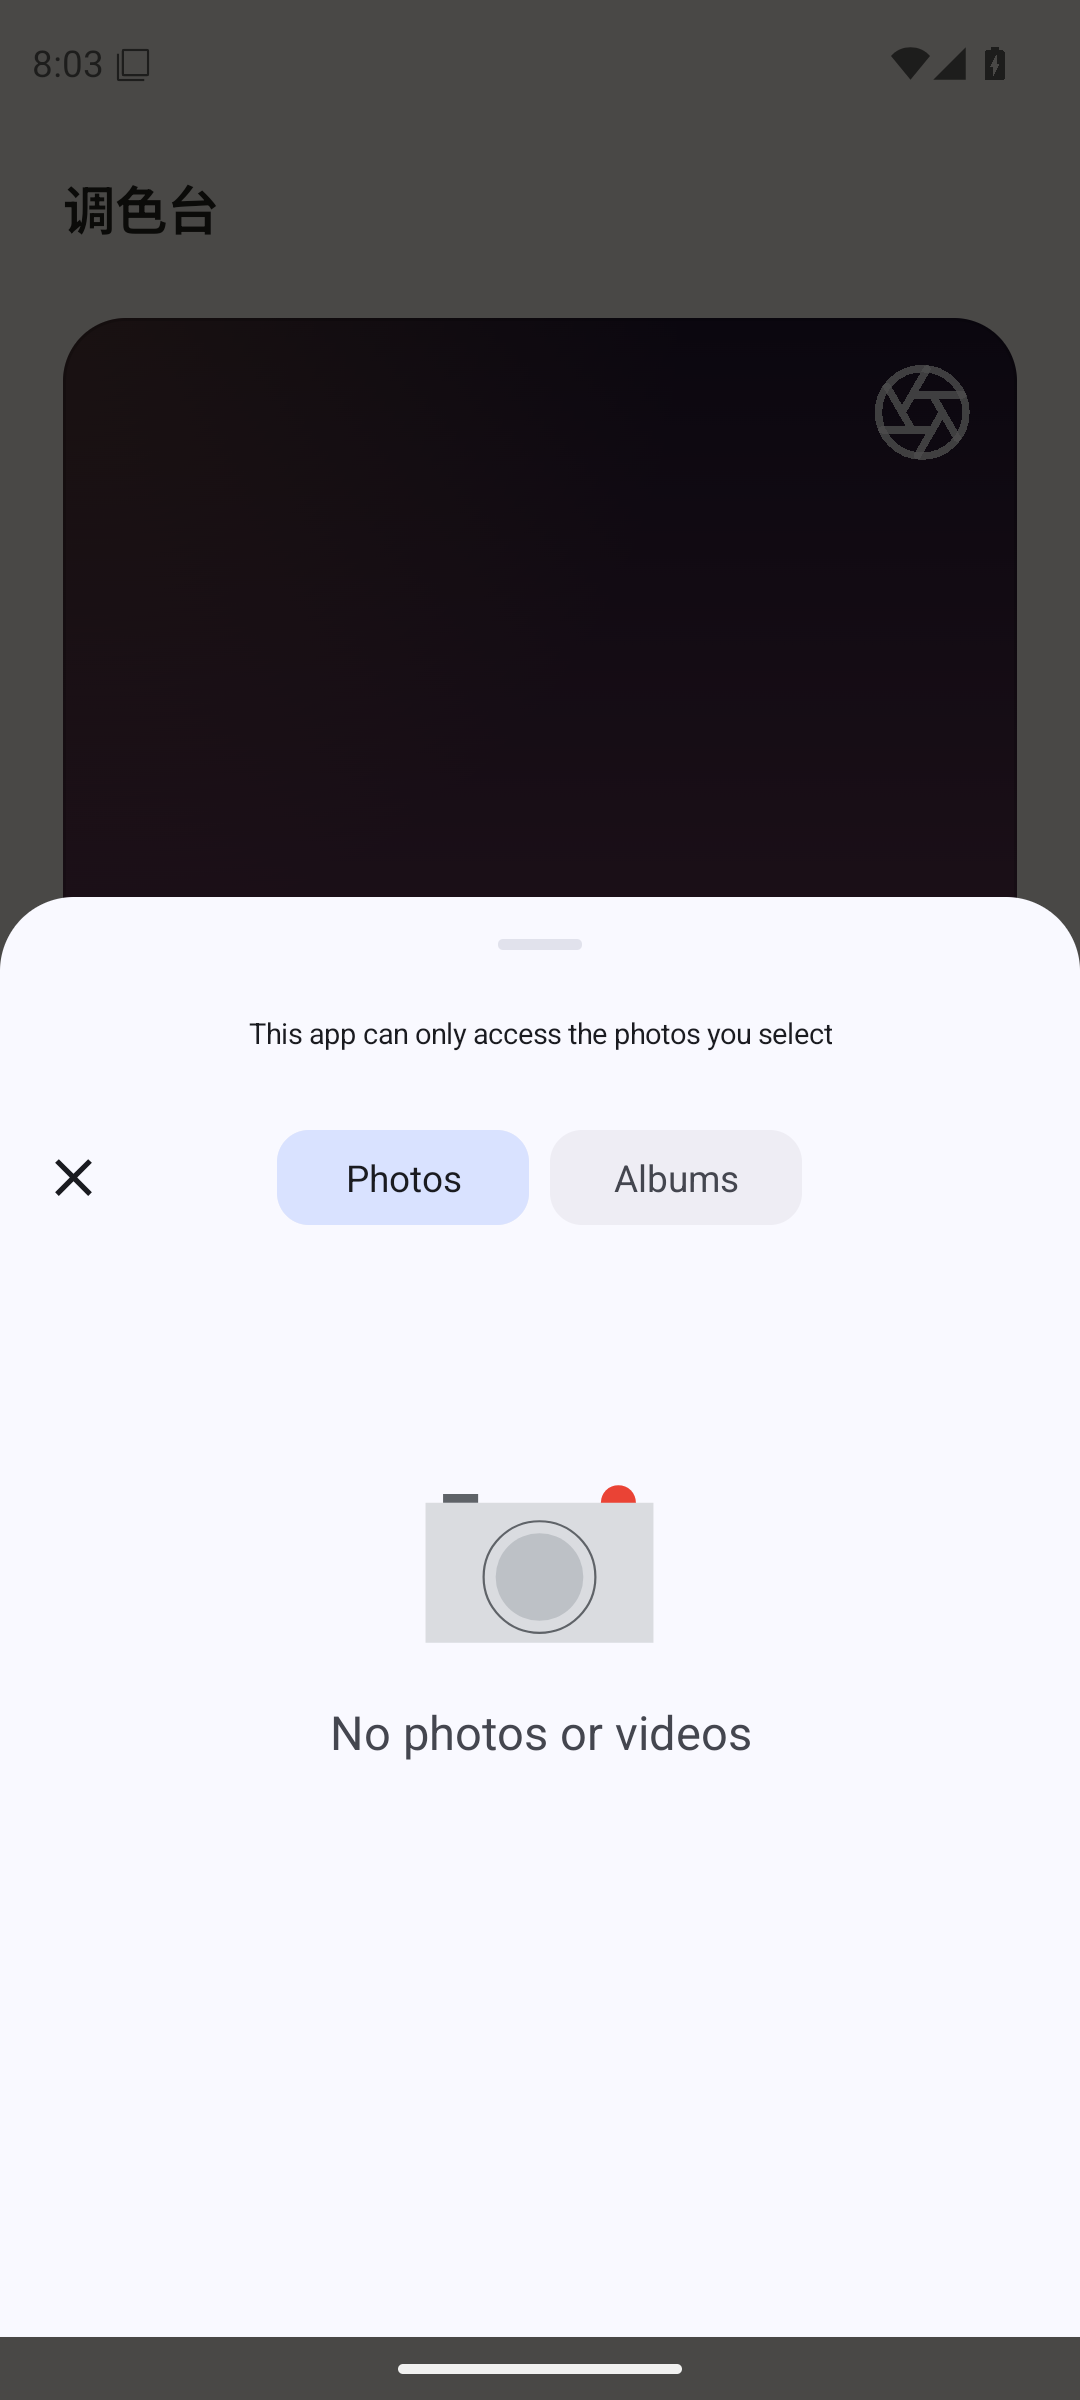 8:03
调色台
This app can only access the photos you select
Photos
Albums
No photos or videos